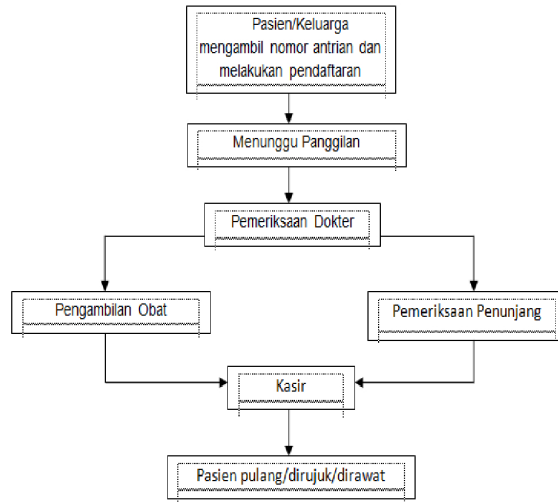 Pasien/Keluarga
mengambil nomor antrian dan
melakukan pendaftaran
Menunggu Panggilan
Pemeriksaan Dokter
Pengambilan Obat
Pemeriksaan Penunjang
Kasir
Pasien pulang/dirujuk/dirawat